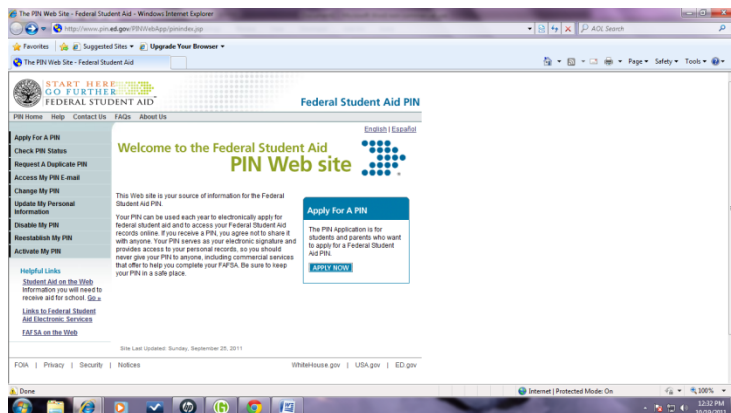 The PIN Web Site - Federal Student Aid - Windows Internet Explorer
http://www.pin.ed.gov/PINWebApp/pinindex.jsp
AOL Search
Favorites Suggested Sites Upgrade Your Browser
The PIN Web Site - Federal Student Aid
Page Safety Tools
START HERE
GO FURTHER
FEDERAL STUDENT AID
Federal Student Aid PIN
PIN Home Help Contact Us FAQs About Us
English | Español
Apply For A PIN
Check PIN Status
Request A Duplicate PIN
Access My PIN E-mail
Change My PIN
Update My Personal
Information
Disable My PIN
Reestablish My PIN
Activate My PIN
Helpful Links
Student Aid on the Web
Information you will need to
receive aid for school. Go »
Links to Federal Student
Aid Electronic Services
FAFSA on the Web
Welcome to the Federal Student Aid
PIN Web site
This Web site is your source of information for the Federal
Student Aid PIN.
Your PIN can be used each year to electronically apply for
federal student aid and to access your Federal Student Aid
records online. If you receive a PIN, you agree not to share it
with anyone. Your PIN serves as your electronic signature and
provides access to your personal records, so you should
never give your PIN to anyone, including commercial services
that offer to help you complete your FAFSA. Be sure to keep
your PIN in a safe place.
Apply For A PIN
The PIN Application is for
students and parents who want
to apply for a Federal Student
Aid PIN.
APPLY NOW
Site Last Updated: Sunday, September 25, 2011
FOIA | Privacy | Security | Notices
WhiteHouse.gov | USA.gov | ED.gov
Done
Internet | Protected Mode: On
100%
12:32 PM